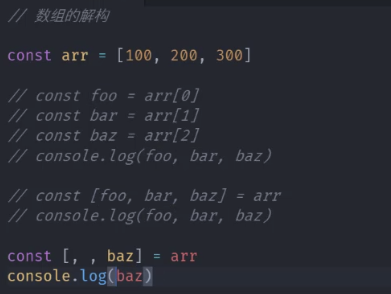 // 数组的解构
const arr = [100, 200, 300]
// const foo = arr[0]
// const bar = arr[1]
// const baz = arr[2]
// console.log(foo, bar, baz)
// const [foo, bar, baz] = arr
// console.log(foo, bar, baz)
const [, , baz] = arr
console.log(baz)